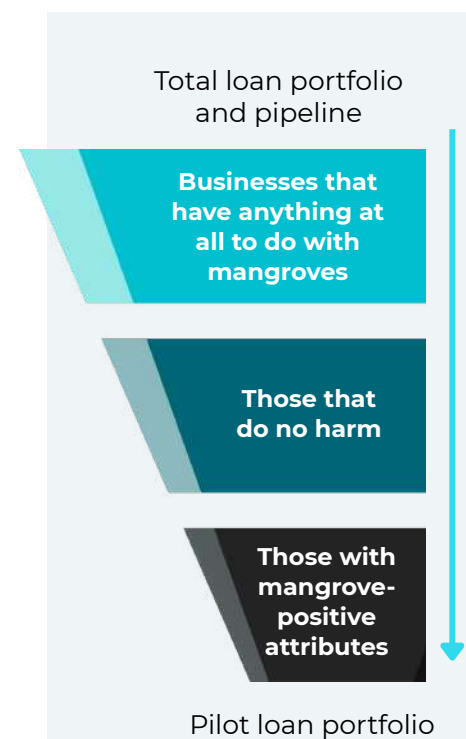 Total loan portfolio
and pipeline
Businesses that
have anything at
all to do with
mangroves
Those that
do no harm
Those with
mangrove-
positive
attributes
Pilot loan portfolio